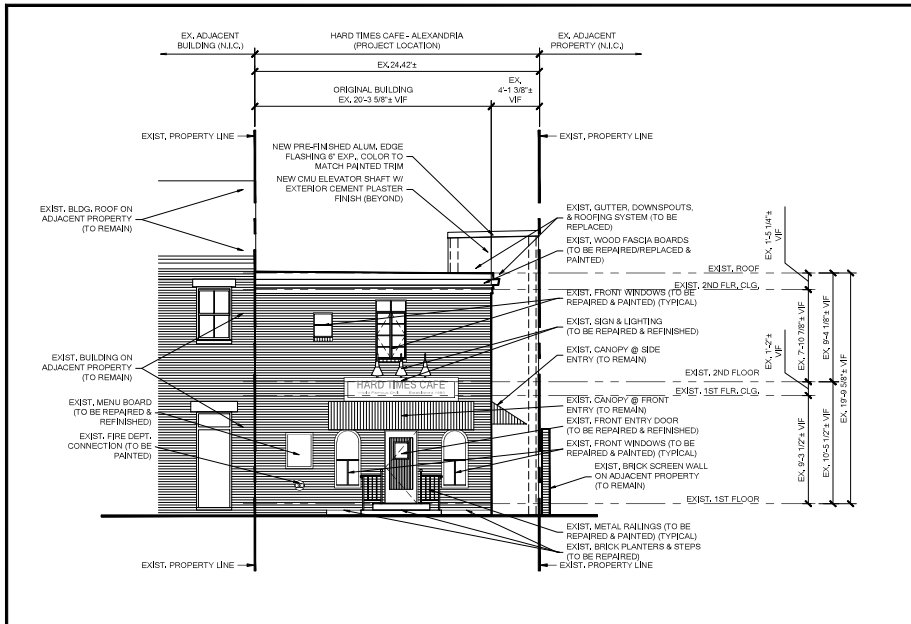 EX. ADJACENT
BUILDING (N.I.C.)
HARD TIMES CAFE - ALEXANDRIA
(PROJECT LOCATION)
EX. ADJACENT
PROPERTY (N.I.C.)
EX.24.42'±
ORIGINAL BUILDING
EX. 20'-3 5/8"± VIF
EX.
4'-1 3/8"±
VIF
EXIST. PROPERTY LINE
EXIST. PROPERTY LINE
NEW PRE-FINISHED ALUM. EDGE
FLASHING 6" EXP., COLOR TO
MATCH PAINTED TRIM
NEW CMU ELEVATOR SHAFT W/
EXTERIOR CEMENT PLASTER
FINISH (BEYOND)
EXIST. BLDG. ROOF ON
ADJACENT PROPERTY
(TO REMAIN)
EXIST. GUTTER, DOWNSPOUTS,
& ROOFING SYSTEM (TO BE
REPLACED)
EXIST. WOOD FASCIA BOARDS
(TO BE REPAIRED/REPLACED &
PAINTED)
EXIST. ROOF
EXIST. 2ND FLR. CLG.
EXIST. FRONT WINDOWS (TO BE
REPAIRED & PAINTED) (TYPICAL)
EXIST. SIGN & LIGHTING
(TO BE REPAIRED & REFINISHED)
EXIST. CANOPY @ SIDE
ENTRY (TO REMAIN)
EXIST. BUILDING ON
ADJACENT PROPERTY
(TO REMAIN)
EXIST. 2ND FLOOR
EXIST. 1ST FLR. CLG.
HARD TIMES CAFE
EXIST. MENU BOARD
(TO BE REPAIRED &
REFINISHED)
EXIST. FIRE DEPT.
CONNECTION (TO BE
PAINTED)
EXIST. CANOPY @ FRONT
ENTRY (TO REMAIN)
EXIST. FRONT ENTRY DOOR
(TO BE REPAIRED & REFINISHED)
EXIST. FRONT WINDOWS (TO BE
REPAIRED & PAINTED) (TYPICAL)
EXIST. BRICK SCREEN WALL
ON ADJACENT PROPERTY
(TO REMAIN)
EXIST. 1ST FLOOR
EXIST. METAL RAILINGS (TO BE
REPAIRED & PAINTED) (TYPICAL)
EXIST. BRICK PLANTERS & STEPS
(TO BE REPAIRED)
EXIST. PROPERTY LINE
EXIST. PROPERTY LINE
EX. 1'-5 1/4"±
VIF
EX. 1'-2"±
VIF
EX. 7'-10 7/8"±
VIF
EX. 9'-4 1/8"± VIF
EX. 9'-3 1/2"± VIF
EX. 10'-5 1/2"± VIF
EX. 19'-9 5/8"± VIF